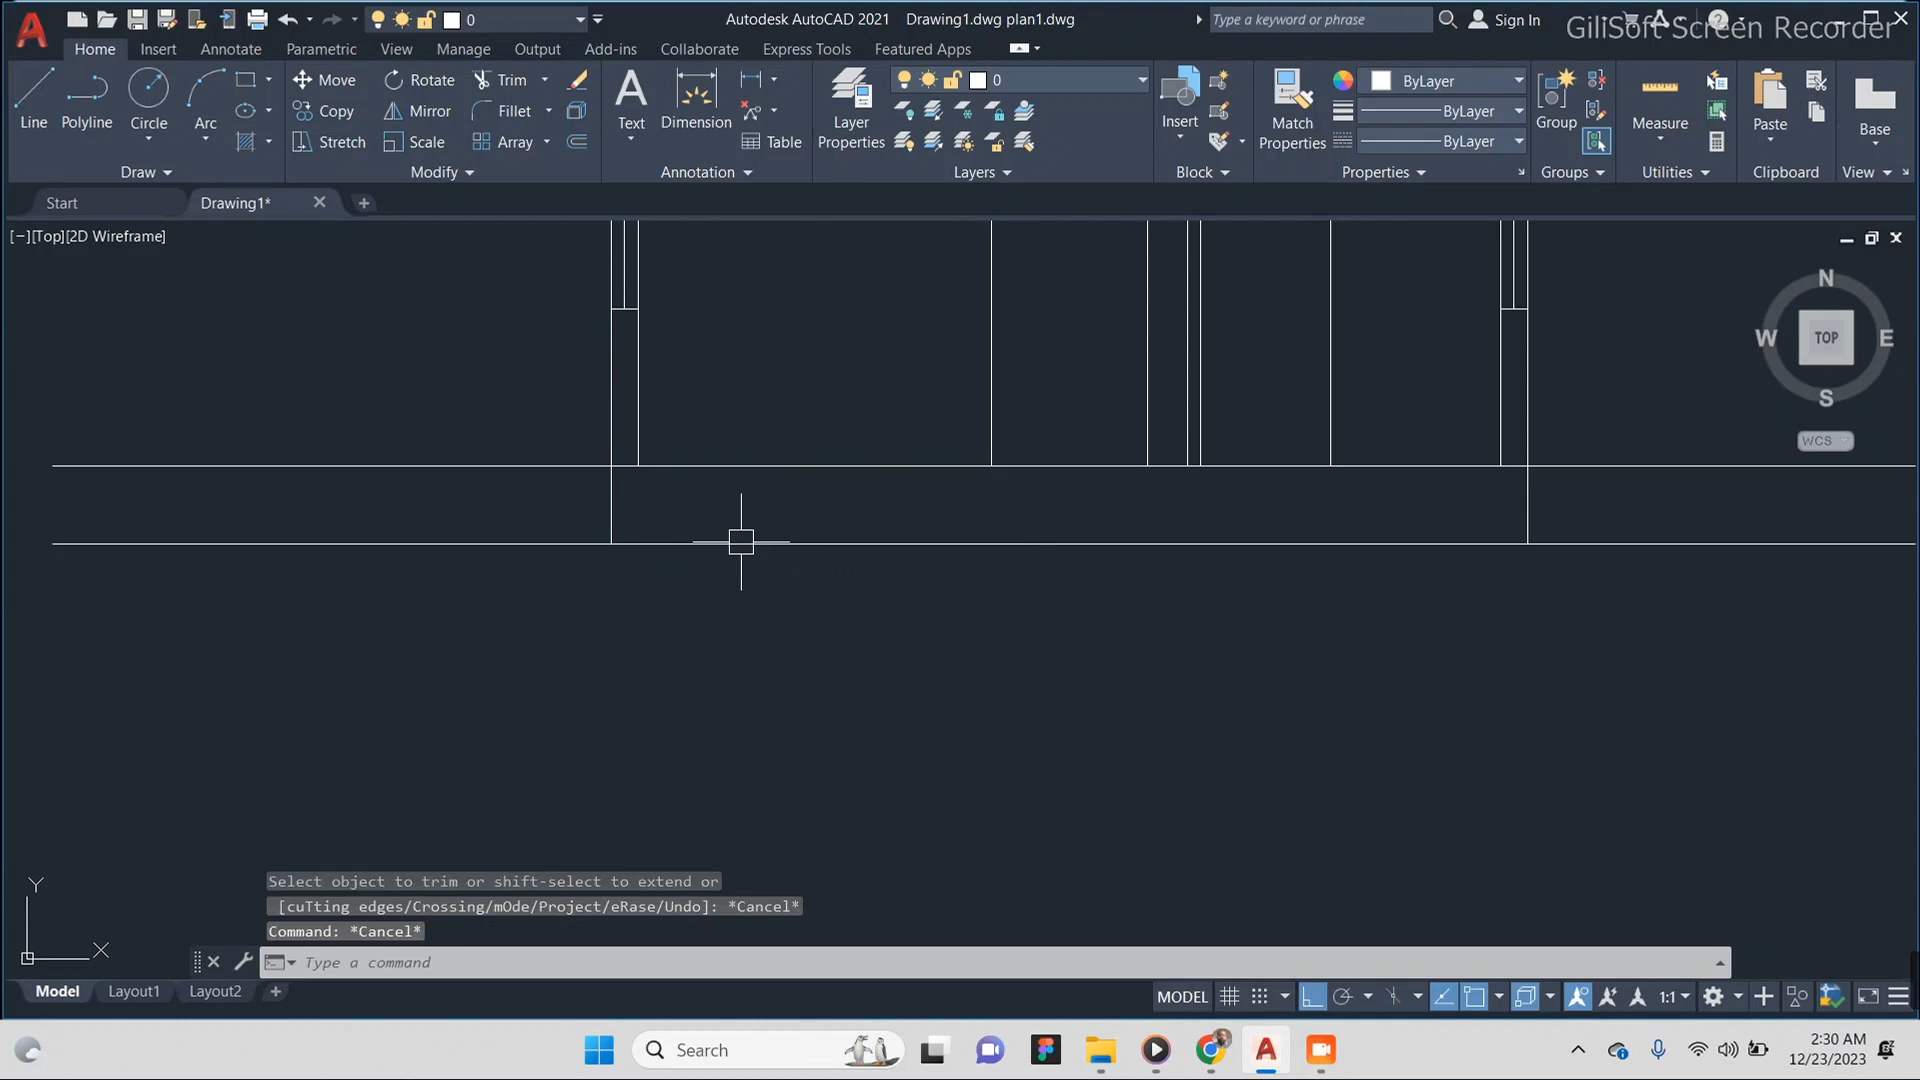 0
Autodesk AutoCAD 2021 Drawing1.dwg plan1.dwg
Type a keyword or phrase
Sign In
GiliSoft Screen Recorder
Home Insert Annotate Parametric View Manage Output Add-ins Collaborate Express Tools Featured Apps
Line Polyline Circle Arc
Move Rotate Trim
Copy Mirror Fillet
Stretch Scale Array
Text Dimension Table
Layer Properties
0
Insert
Match Properties
ByLayer
ByLayer
ByLayer
Group
Measure
Paste
Base
Draw Modify Annotation Layers Block Properties Groups Utilities Clipboard View
Start Drawing1*
[−][Top][2D Wireframe]
N
W TOP E
S
WCS
Y
X
Select object to trim or shift-select to extend or
[cuTting edges/Crossing/mOde/Project/eRase/Undo]: *Cancel*
Command: *Cancel*
Type a command
Model Layout1 Layout2
MODEL 1:1
Search
2:30 AM
12/23/2023